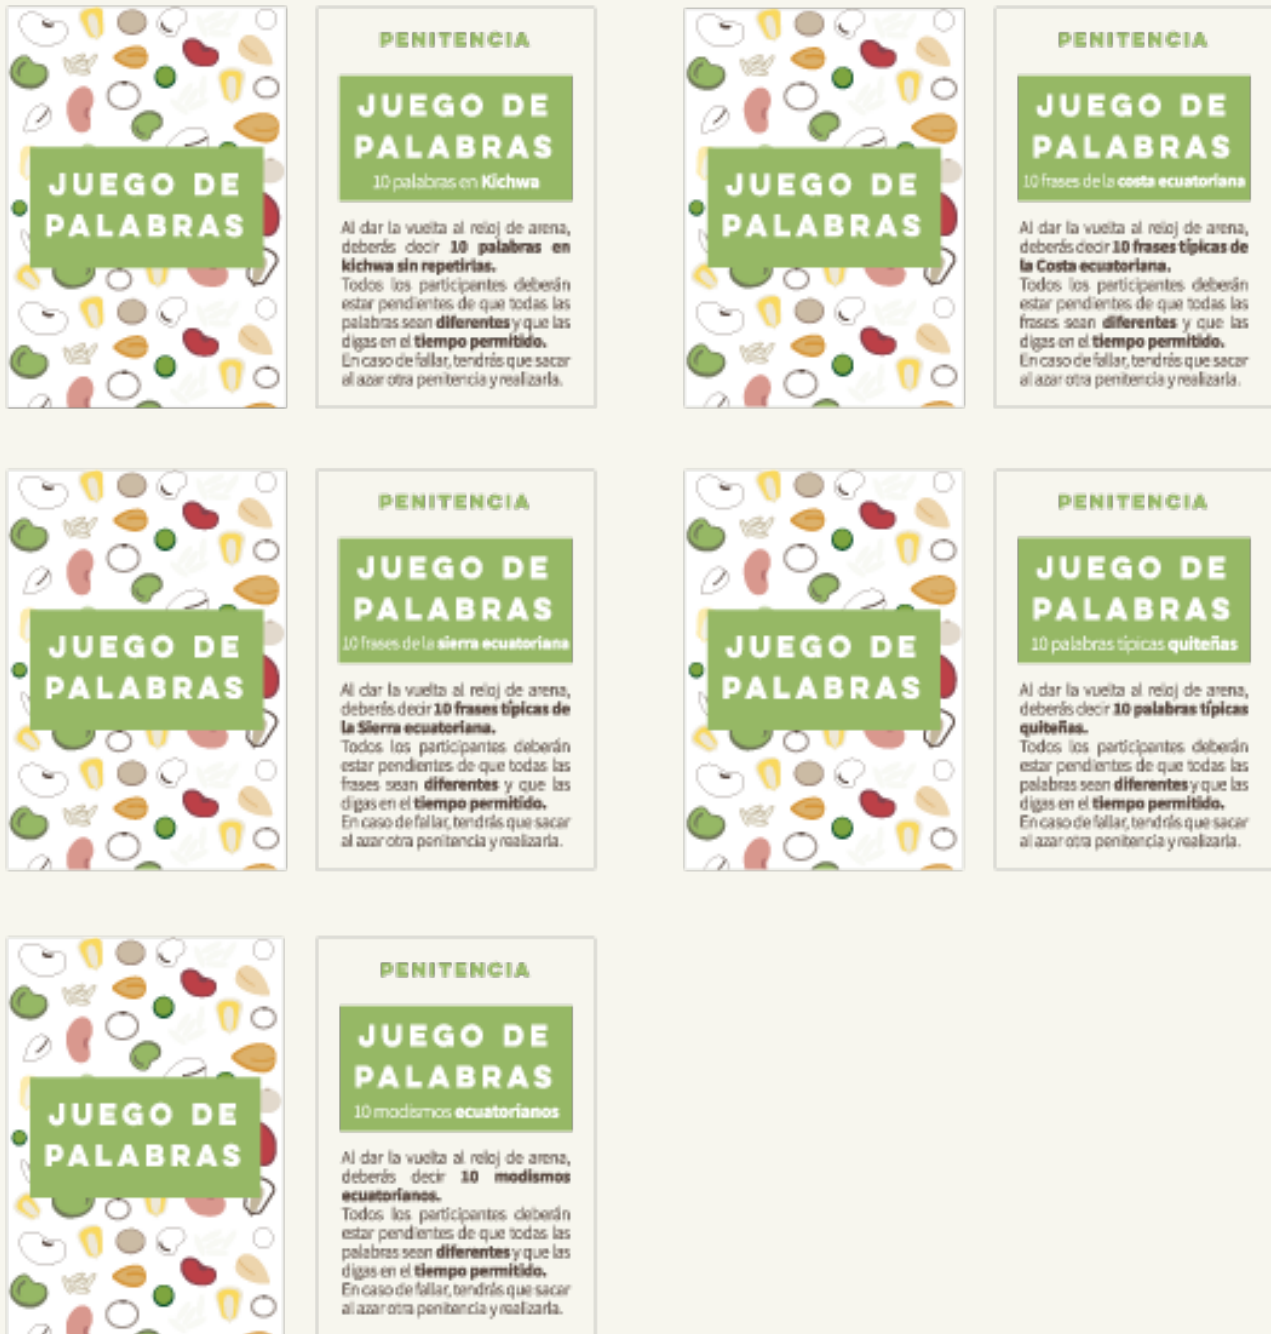 JUEGO DE
PALABRAS
PENITENCIA
JUEGO DE
PALABRAS
10 palabras en Kichwa
Al dar la vuelta al reloj de arena,
deberás decir 10 palabras en
kichwa sin repetirlas.
Todos los participantes deberán
estar pendientes de que todas las
palabras sean diferentes y que las
digas en el tiempo permitido.
En caso de fallar, tendrás que sacar
al azar otra penitencia y realizarla.
JUEGO DE
PALABRAS
PENITENCIA
JUEGO DE
PALABRAS
10 frases de la costa ecuatoriana
Al dar la vuelta al reloj de arena,
deberás decir 10 frases típicas de
la Costa ecuatoriana.
Todos los participantes deberán
estar pendientes de que todas las
frases sean diferentes y que las
digas en el tiempo permitido.
En caso de fallar, tendrás que sacar
al azar otra penitencia y realizarla.
JUEGO DE
PALABRAS
PENITENCIA
JUEGO DE
PALABRAS
10 frases de la sierra ecuatoriana
Al dar la vuelta al reloj de arena,
deberás decir 10 frases típicas de
la Sierra ecuatoriana.
Todos los participantes deberán
estar pendientes de que todas las
frases sean diferentes y que las
digas en el tiempo permitido.
En caso de fallar, tendrás que sacar
al azar otra penitencia y realizarla.
JUEGO DE
PALABRAS
PENITENCIA
JUEGO DE
PALABRAS
10 palabras típicas quiteñas
Al dar la vuelta al reloj de arena,
deberás decir 10 palabras típicas
quiteñas.
Todos los participantes deberán
estar pendientes de que todas las
palabras sean diferentes y que las
digas en el tiempo permitido.
En caso de fallar, tendrás que sacar
al azar otra penitencia y realizarla.
JUEGO DE
PALABRAS
PENITENCIA
JUEGO DE
PALABRAS
10 modismos ecuatorianos
Al dar la vuelta al reloj de arena,
deberás decir 10 modismos
ecuatorianos.
Todos los participantes deberán
estar pendientes de que todas las
palabras sean diferentes y que las
digas en el tiempo permitido.
En caso de fallar, tendrás que sacar
al azar otra penitencia y realizarla.